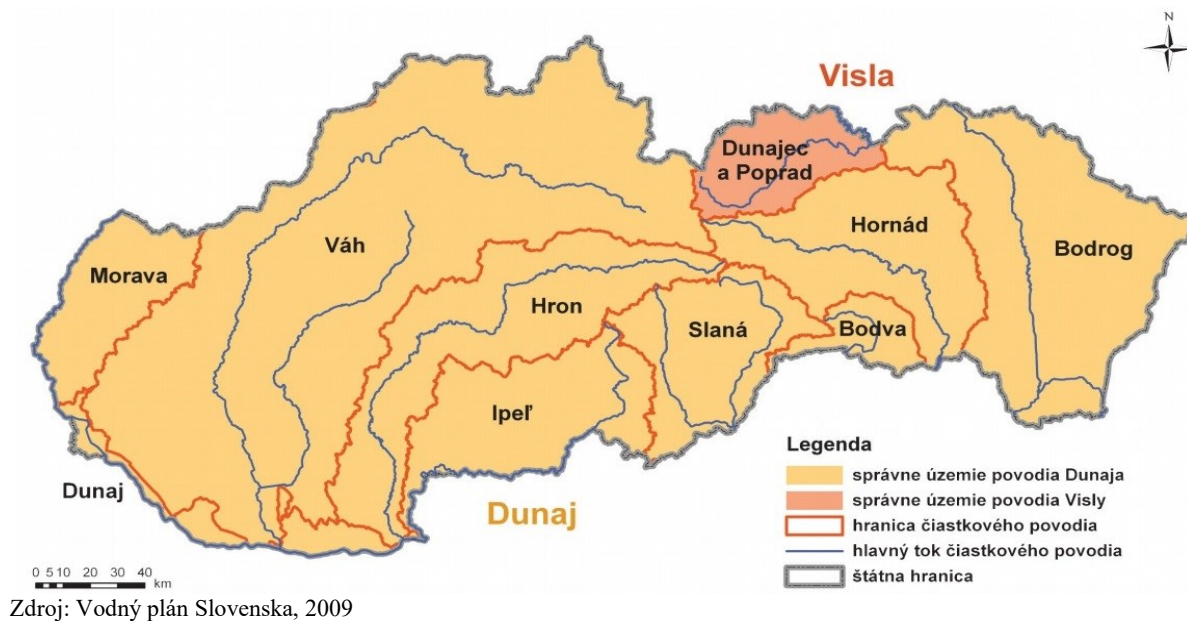 N
Visla
Dunajec
a Poprad
Váh
Hornád
Morava
Bodrog
Hron
Slaná
Bodva
Ipeľ
Dunaj
Dunaj
Legenda
správne územie povodia Dunaja
správne územie povodia Visly
hranica čiastkového povodia
hlavný tok čiastkového povodia
štátna hranica
0 5 10 20 30 40
km
Zdroj: Vodný plán Slovenska, 2009